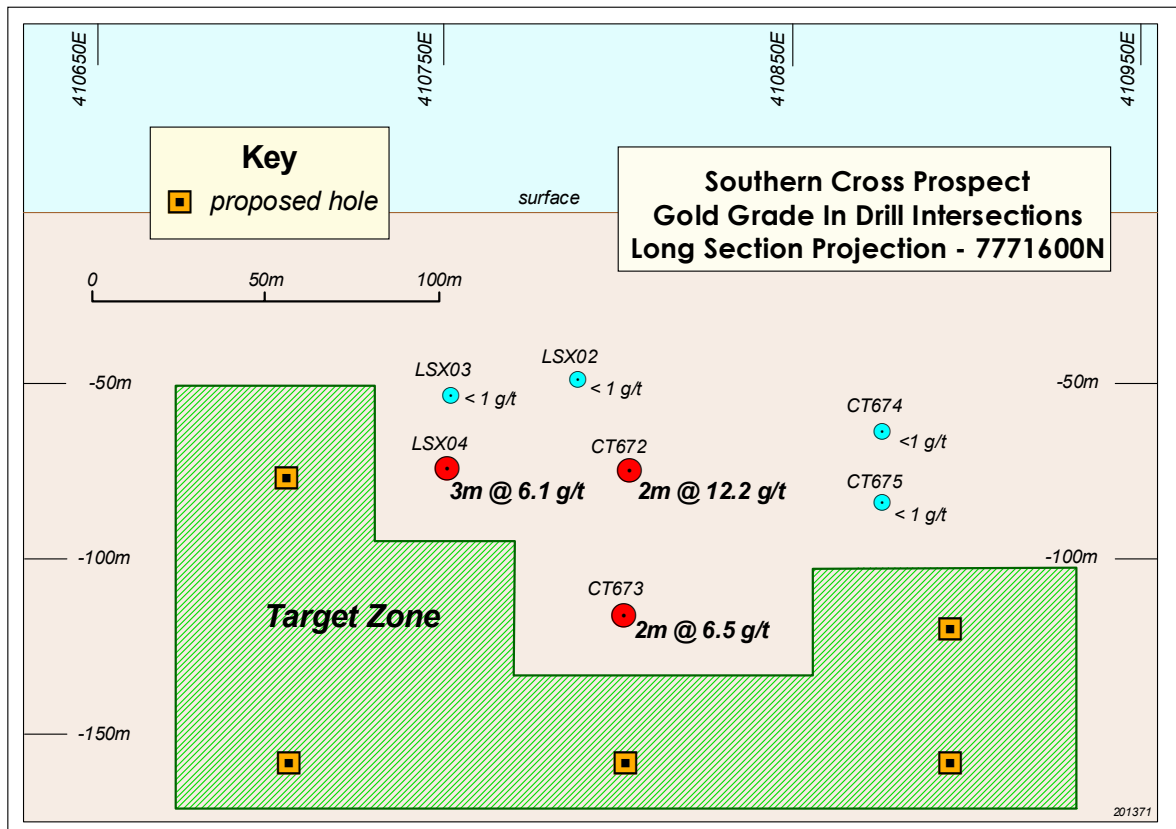 410650E
410750E
410850E
410950E
Key
proposed hole
surface
Southern Cross Prospect
Gold Grade In Drill Intersections
Long Section Projection - 7771600N
0
50m
100m
LSX03
< 1 g/t
LSX02
< 1 g/t
-50m
-50m
CT674
<1 g/t
LSX04
3m @ 6.1 g/t
CT672
2m @ 12.2 g/t
CT675
< 1 g/t
-100m
-100m
CT673
2m @ 6.5 g/t
Target Zone
-150m
201371